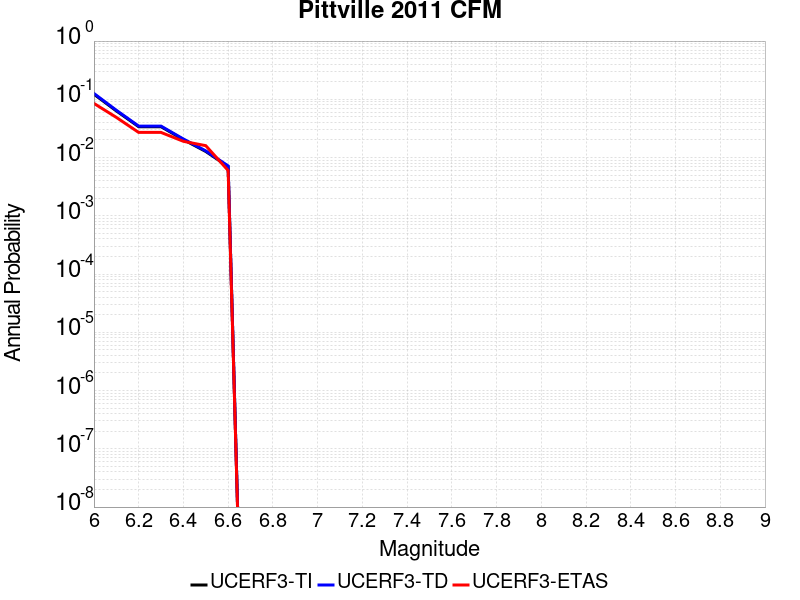 Pittville 2011 CFM
10^0
10^-1
10^-2
10^-3
10^-4
10^-5
10^-6
10^-7
10^-8
Annual Probability
6 6.2 6.4 6.6 6.8 7 7.2 7.4 7.6 7.8 8 8.2 8.4 8.6 8.8 9
Magnitude
UCERF3-TI UCERF3-TD UCERF3-ETAS